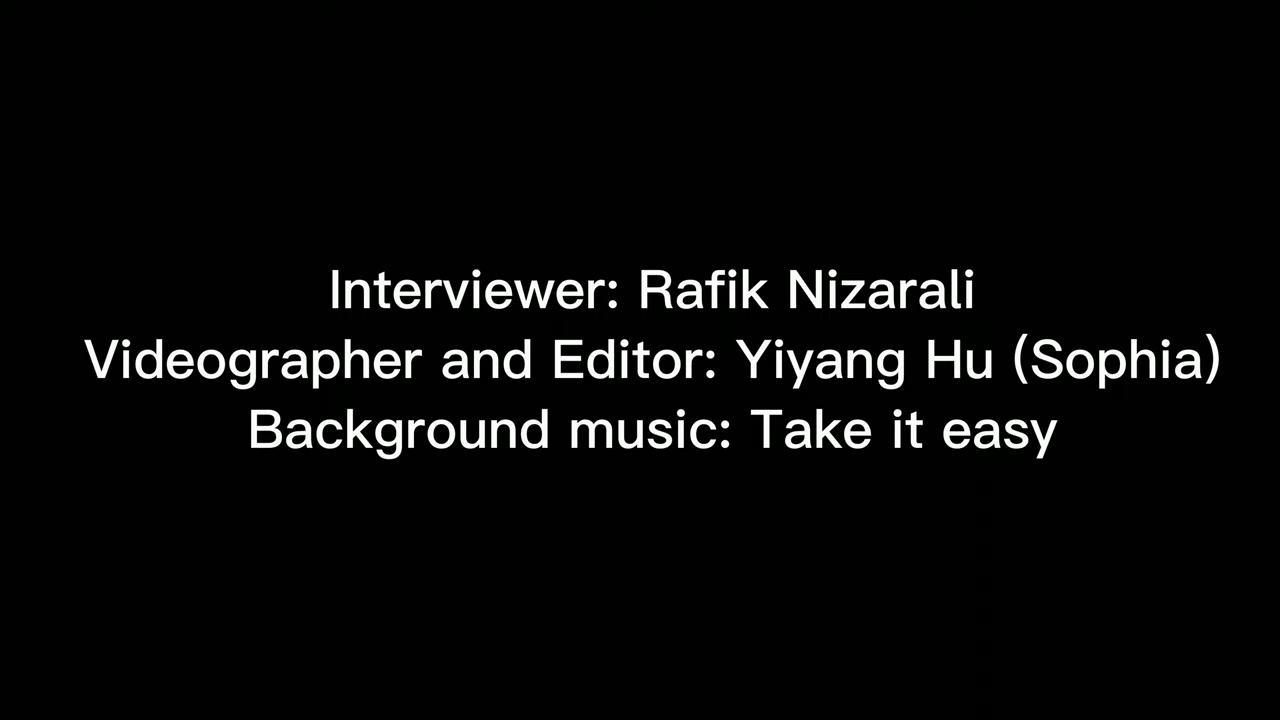 Interviewer: Rafik Nizarali
Videographer and Editor: Yiyang Hu (Sophia)
Background music: Take it easy